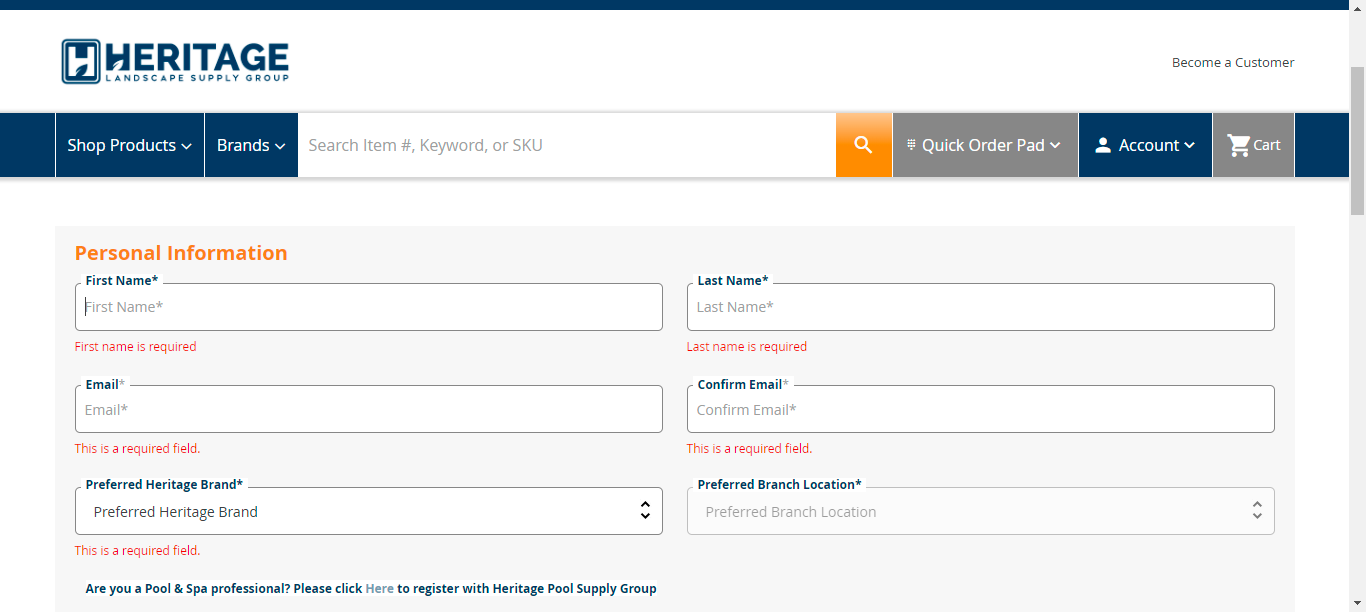 HERITAGE
LANDSCAPE SUPPLY GROUP
Become a Customer
Shop Products
Brands
Search Item #, Keyword, or SKU
Quick Order Pad
Account
Cart
Personal Information
First Name*
First Name*
First name is required
Last Name*
Last Name*
Last name is required
Email*
Email*
This is a required field.
Confirm Email*
Confirm Email*
This is a required field.
Preferred Heritage Brand*
Preferred Heritage Brand
This is a required field.
Preferred Branch Location*
Preferred Branch Location
Are you a Pool & Spa professional? Please click Here to register with Heritage Pool Supply Group